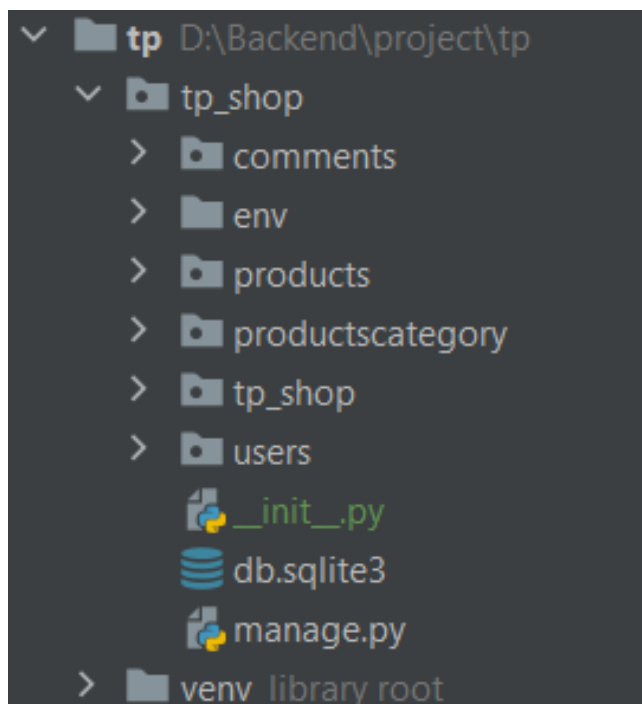 tp D:\Backend\project\tp
tp_shop
comments
env
products
productscategory
tp_shop
users
__init__.py
db.sqlite3
manage.py
venv library root